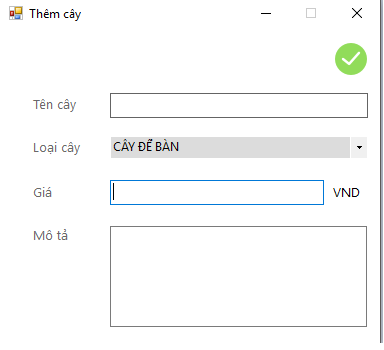 Thêm cây
Tên cây
Loại cây CÂY ĐỂ BÀN
Giá VND
Mô tả